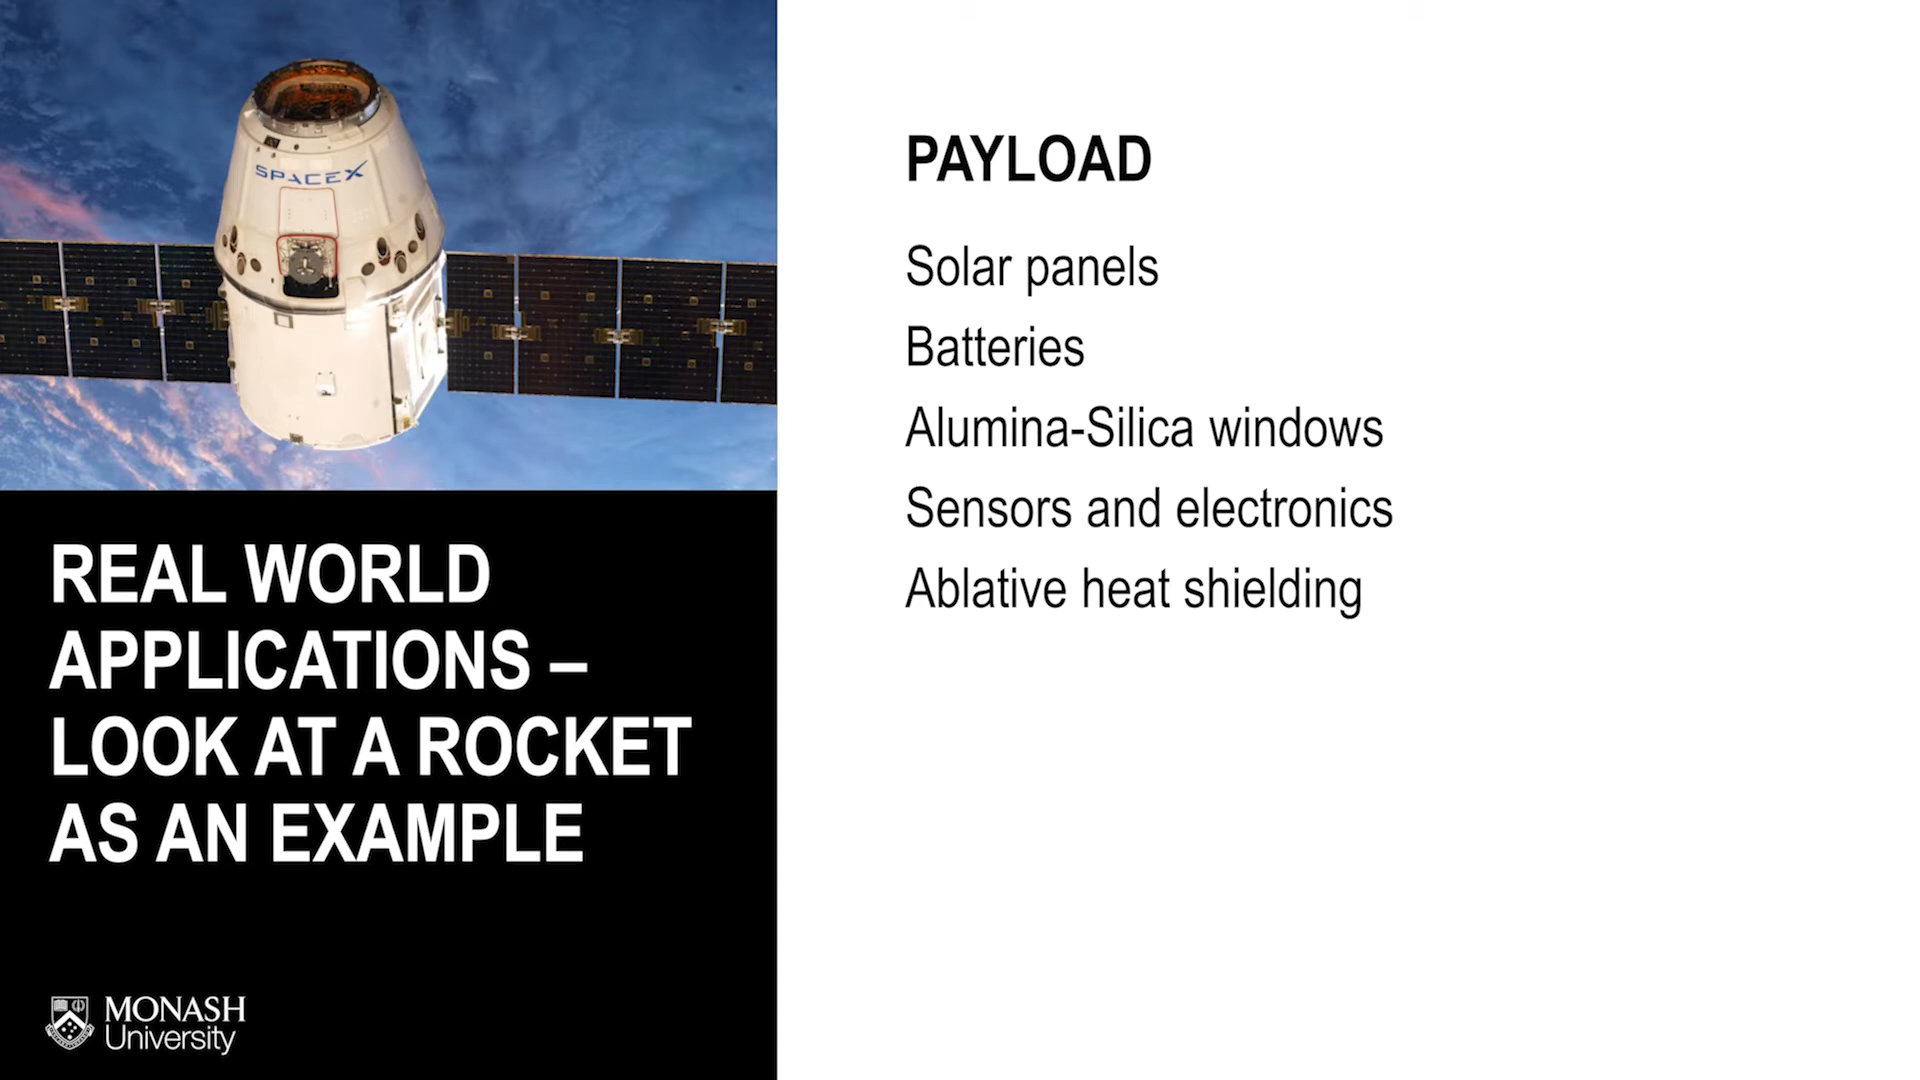 SPACEX
REAL WORLD
APPLICATIONS –
LOOK AT A ROCKET
AS AN EXAMPLE
MONASH
University
PAYLOAD
Solar panels
Batteries
Alumina-Silica windows
Sensors and electronics
Ablative heat shielding